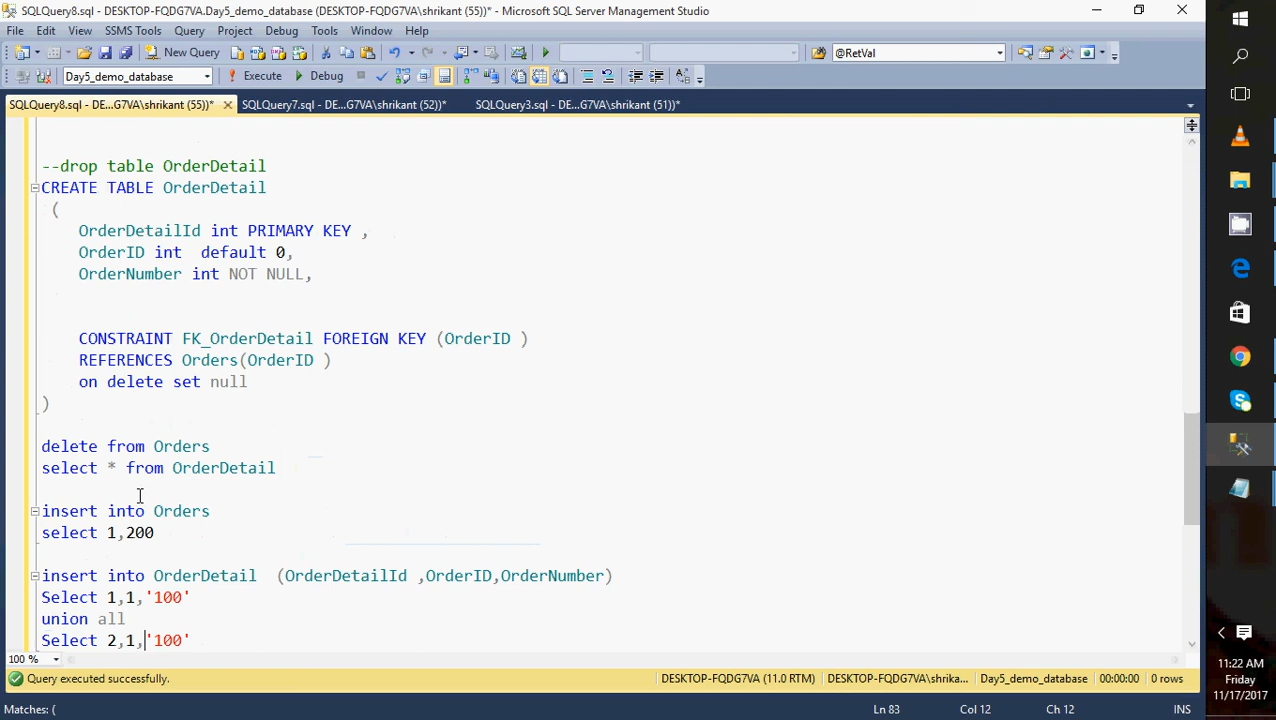 SQLQuery8.sql - DESKTOP-FQDG7VA.Day5_demo_database (DESKTOP-FQDG7VA\shrikant (55))* - Microsoft SQL Server Management Studio
File Edit View SSMS Tools Query Project Debug Tools Window Help
New Query @RetVal
Day5_demo_database Execute Debug
SQLQuery8.sql - DE...G7VA\shrikant (55))* SQLQuery7.sql - DE...G7VA\shrikant (52))* SQLQuery3.sql - DE...G7VA\shrikant (51))*
--drop table OrderDetail
CREATE TABLE OrderDetail
(
OrderDetailId int PRIMARY KEY ,
OrderID int default 0,
OrderNumber int NOT NULL,
CONSTRAINT FK_OrderDetail FOREIGN KEY (OrderID )
REFERENCES Orders(OrderID )
on delete set null
)
delete from Orders
select * from OrderDetail
insert into Orders
select 1,200
insert into OrderDetail (OrderDetailId ,OrderID,OrderNumber)
Select 1,1,'100'
union all
Select 2,1,'100'
100 %
Query executed successfully. DESKTOP-FQDG7VA (11.0 RTM) DESKTOP-FQDG7VA\shrika... Day5_demo_database 00:00:00 0 rows
Matches: ( Ln 83 Col 12 Ch 12 INS
11:22 AM
Friday
11/17/2017